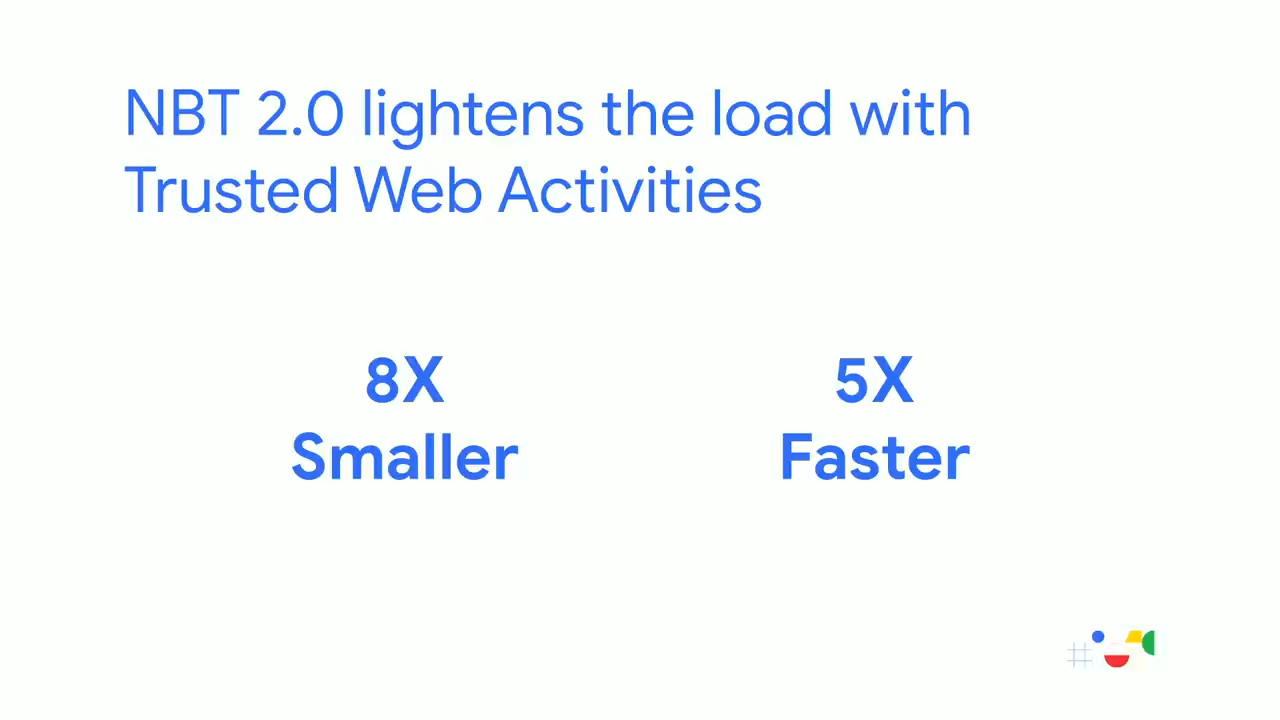 NBT 2.0 lightens the load with
Trusted Web Activities
8X
Smaller
5X
Faster